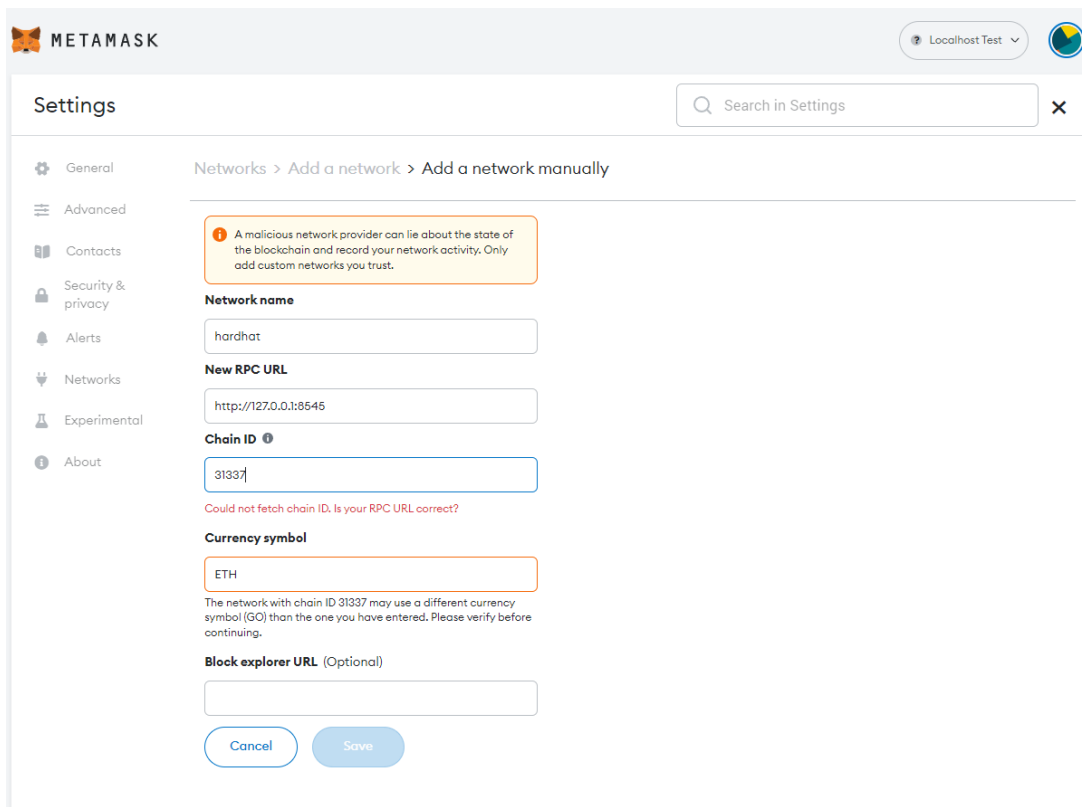 METAMASK
Localhost Test
Settings
Search in Settings
General
Advanced
Contacts
Security &
privacy
Alerts
Networks
Experimental
About
Networks > Add a network > Add a network manually
A malicious network provider can lie about the state of
the blockchain and record your network activity. Only
add custom networks you trust.
Network name
hardhat
New RPC URL
http://127.0.0.1:8545
Chain ID
31337
Could not fetch chain ID. Is your RPC URL correct?
Currency symbol
ETH
The network with chain ID 31337 may use a different currency
symbol (GO) than the one you have entered. Please verify before
continuing.
Block explorer URL (Optional)
Cancel
Save